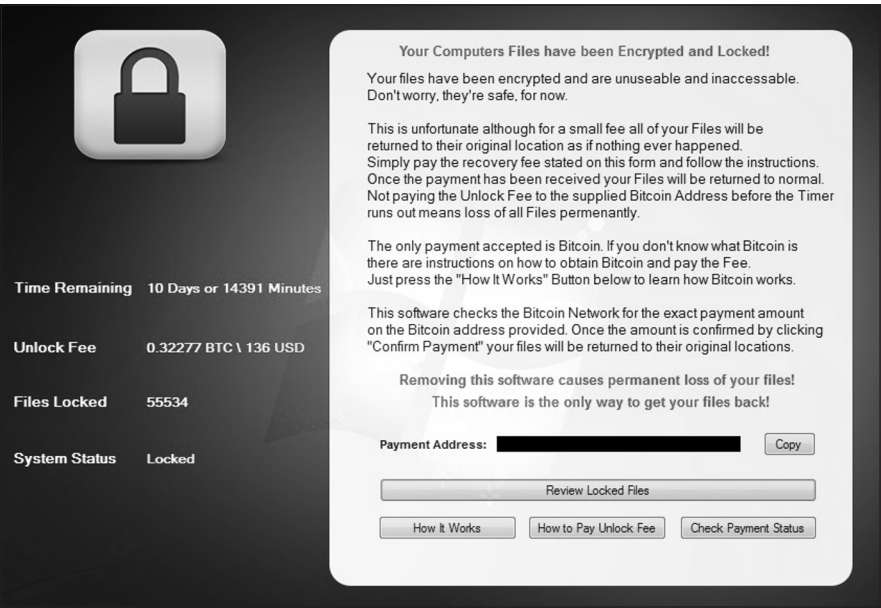 Your Computers Files have been Encrypted and Locked!
Your files have been encrypted and are unuseable and inaccessable.
Don't worry, they're safe, for now.
This is unfortunate although for a small fee all of your Files will be
returned to their original location as if nothing ever happened.
Simply pay the recovery fee stated on this form and follow the instructions.
Once the payment has been received your Files will be returned to normal.
Not paying the Unlock Fee to the supplied Bitcoin Address before the Timer
runs out means loss of all Files permenantly.
The only payment accepted is Bitcoin. If you don't know what Bitcoin is
there are instructions on how to obtain Bitcoin and pay the Fee.
Just press the "How It Works" Button below to learn how Bitcoin works.
This software checks the Bitcoin Network for the exact payment amount
on the Bitcoin address provided. Once the amount is confirmed by clicking
"Confirm Payment" your files will be returned to their original locations.
Removing this software causes permanent loss of your files!
This software is the only way to get your files back!
Time Remaining 10 Days or 14391 Minutes
Unlock Fee 0.32277 BTC \ 136 USD
Files Locked 55534
System Status Locked
Payment Address: Copy
Review Locked Files
How It Works How to Pay Unlock Fee Check Payment Status